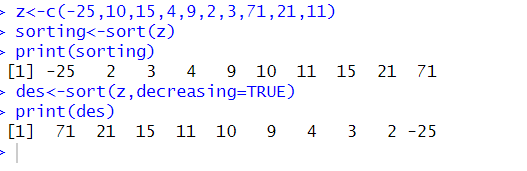 > z<-c(-25,10,15,4,9,2,3,71,21,11)
> sorting<-sort(z)
> print(sorting)
[1] -25 2 3 4 9 10 11 15 21 71
> des<-sort(z,decreasing=TRUE)
> print(des)
[1] 71 21 15 11 10 9 4 3 2 -25
>